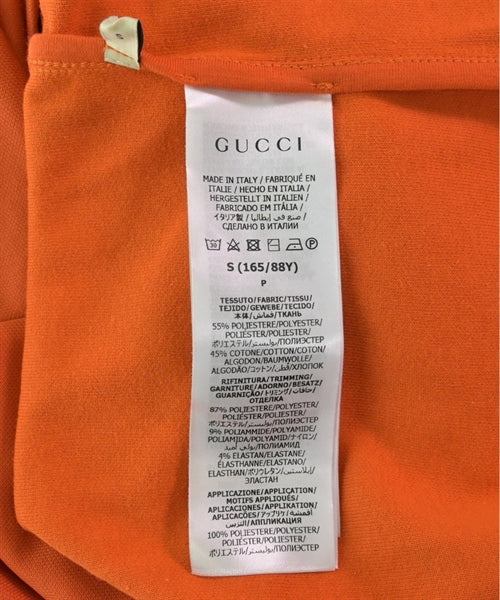 S
GUCCI
MADE IN ITALY / FABRIQUÉ EN
ITALIE / HECHO EN ITALIA /
HERGESTELLT IN ITALIEN /
FABRICADO EM ITÁLIA /
イタリア製 / صنع في إيطاليا /
СДЕЛАНО В ИТАЛИИ
30 P
S (165/88Y)
P
TESSUTO/FABRIC/TISSU/
TEJIDO/GEWEBE/TECIDO/
本体/قماش/ТКАНЬ
55% POLIESTERE/POLYESTER/
POLIÉSTER/POLYESTER/
ポリエステル/بوليستر/ПОЛИЭСТЕР
45% COTONE/COTTON/COTON/
ALGODON/BAUMWOLLE/
ALGODÃO/コットン/قطن/ХЛОПОК
RIFINITURA/TRIMMING/
GARNITURE/ADORNO/BESATZ/
GUARNIÇÃO/トリミング/حافات/
ОТДЕЛКА
87% POLIESTERE/POLYESTER/
POLIÉSTER/POLYESTER/
ポリエステル/بوليستر/ПОЛИЭСТЕР
9% POLIAMMIDE/POLYAMIDE/
POLIAMIDA/POLYAMID/ナイロン/
بولي أميد/ПОЛИАМИД
4% ELASTAN/ELASTANE/
ÉLASTHANNE/ELASTANO/
ELASTHAN/ポリウレタン/إيلاستين/
ЭЛАСТАН
APPLICAZIONE/APPLICATION/
MOTIFS APPLIQUÉS/
APLICACIONES/APPLIKATION/
APLICACÕES/アップリケ/أقمشة
التزيين/АППЛИКАЦИЯ
100% POLIESTERE/POLYESTER/
POLIÉSTER/POLYESTER/
ポリエステル/بوليستر/ПОЛИЭСТЕР